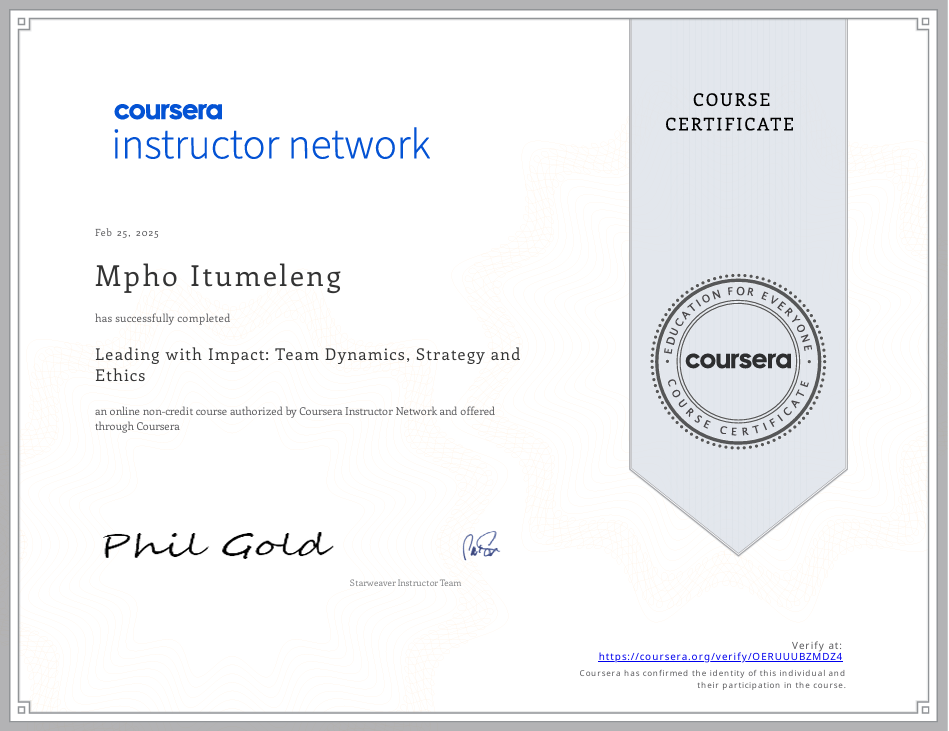 coursera
instructor network
COURSE
CERTIFICATE
Feb 25, 2025
Mpho Itumeleng
has successfully completed
Leading with Impact: Team Dynamics, Strategy and
Ethics
an online non-credit course authorized by Coursera Instructor Network and offered
through Coursera
EDUCATION FOR EVERYONE
coursera
COURSE CERTIFICATE
Phil Gold
Starweaver Instructor Team
Verify at:
https://coursera.org/verify/OERUUUBZMDZ4
Coursera has confirmed the identity of this individual and
their participation in the course.